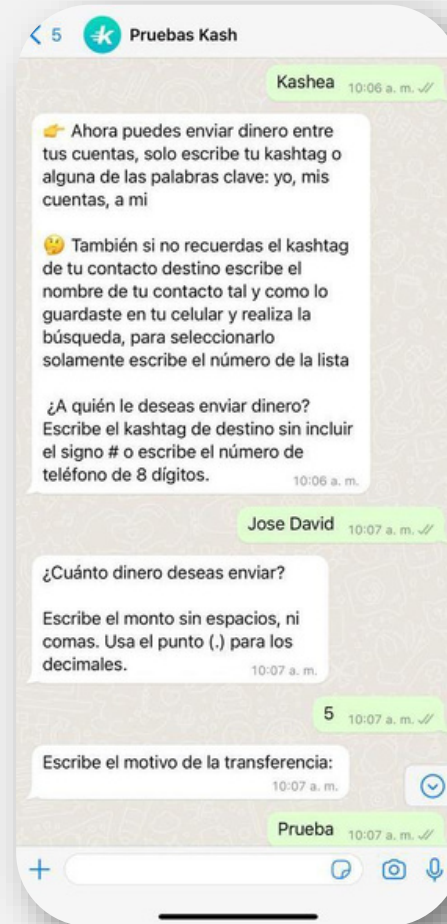 5 Pruebas Kash
Kashea 10:06 a. m.
👉 Ahora puedes enviar dinero entre
tus cuentas, solo escribe tu kashtag o
alguna de las palabras clave: yo, mis
cuentas, a mi
🤔 También si no recuerdas el kashtag
de tu contacto destino escribe el
nombre de tu contacto tal y como lo
guardaste en tu celular y realiza la
búsqueda, para seleccionarlo
solamente escribe el número de la lista
¿A quién le deseas enviar dinero?
Escribe el kashtag de destino sin incluir
el signo # o escribe el número de
teléfono de 8 dígitos. 10:06 a. m.
Jose David 10:07 a. m.
¿Cuánto dinero deseas enviar?
Escribe el monto sin espacios, ni
comas. Usa el punto (.) para los
decimales. 10:07 a. m.
5 10:07 a. m.
Escribe el motivo de la transferencia:
10:07 a. m.
Prueba 10:07 a. m.